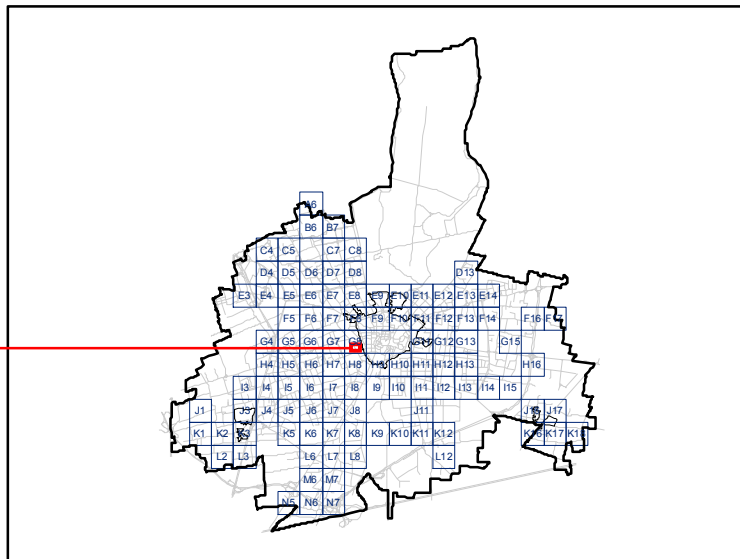 A6
B6 B7
C4 C5 C7 C8
D4 D5 D6 D7 D8 D13
E3 E4 E5 E6 E7 E8 E9 E10 E11 E12 E13 E14
F5 F6 F7 F9 F10 F11 F12 F13 F14 F16
G4 G5 G6 G7 G12 G13 G15
H4 H5 H6 H7 H8 H10 H11 H12 H13 H16
I3 I4 I5 I6 I7 I8 I9 I10 I11 I12 I13 I14 I15
J1 J3 J4 J5 J6 J7 J8 J11 J17
K1 K2 K5 K6 K7 K8 K9 K10 K11 K12 K17
L2 L3 L6 L7 L8 L12
M6 M7
N5 N6 N7